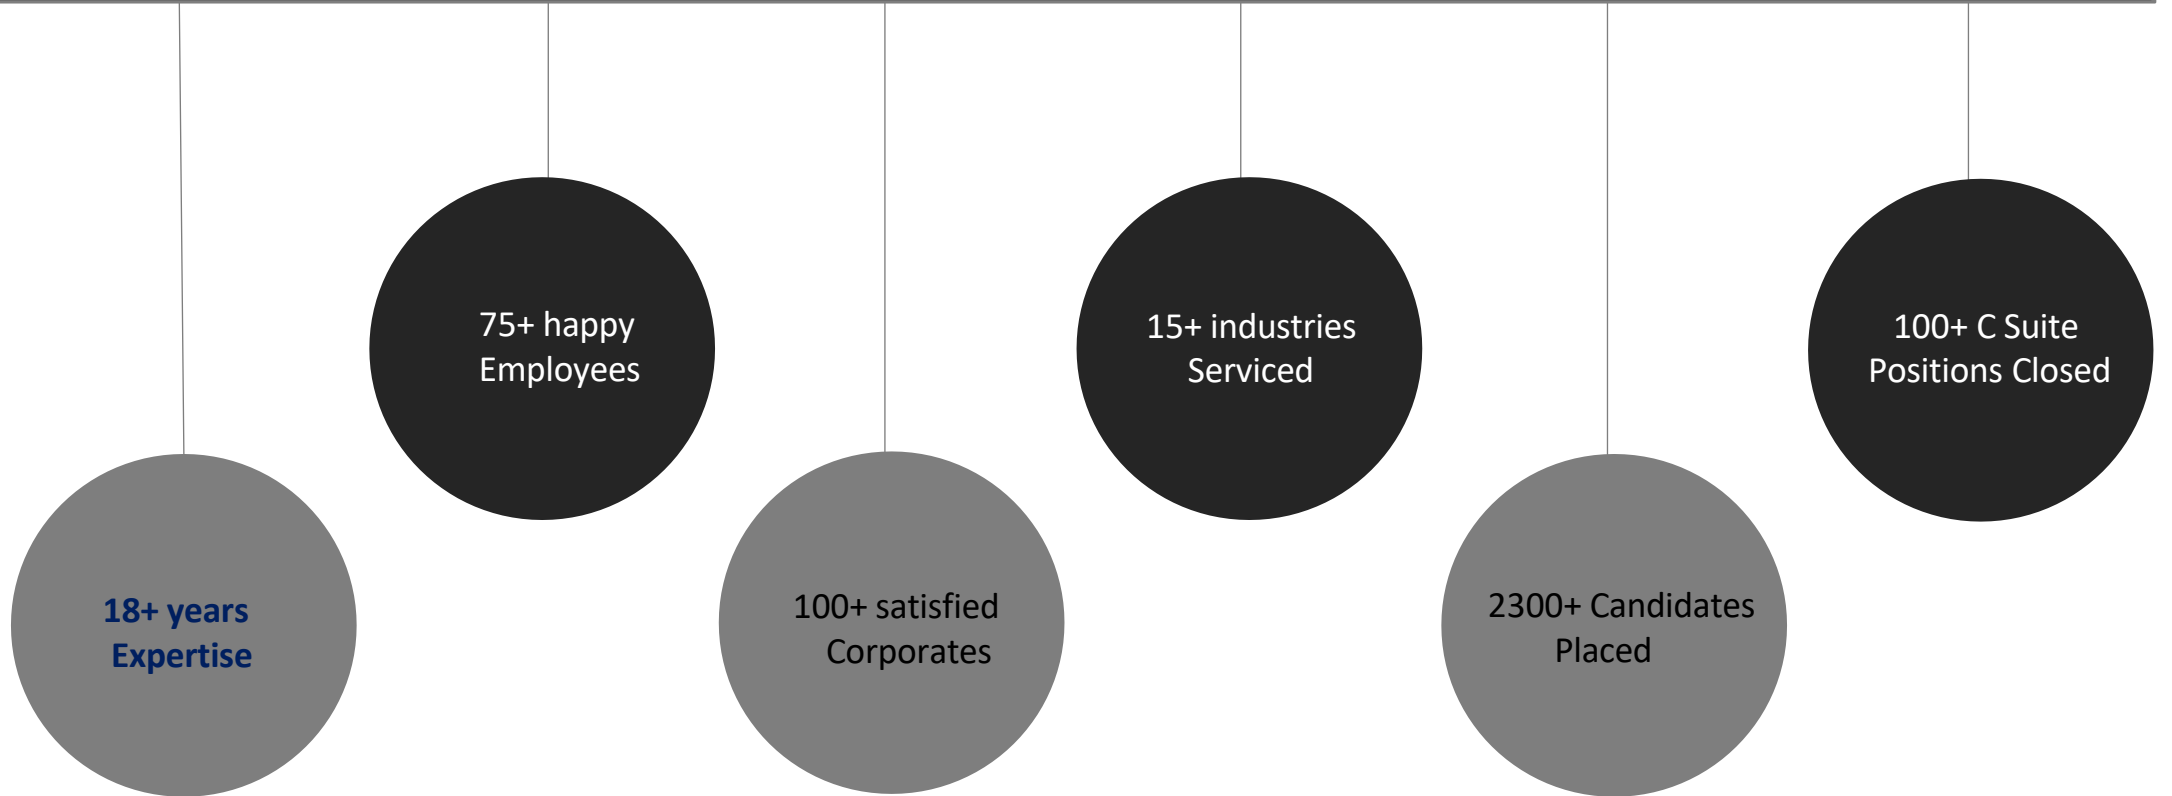 18+ years
Expertise
75+ happy
Employees
100+ satisfied
Corporates
15+ industries
Serviced
2300+ Candidates
Placed
100+ C Suite
Positions Closed